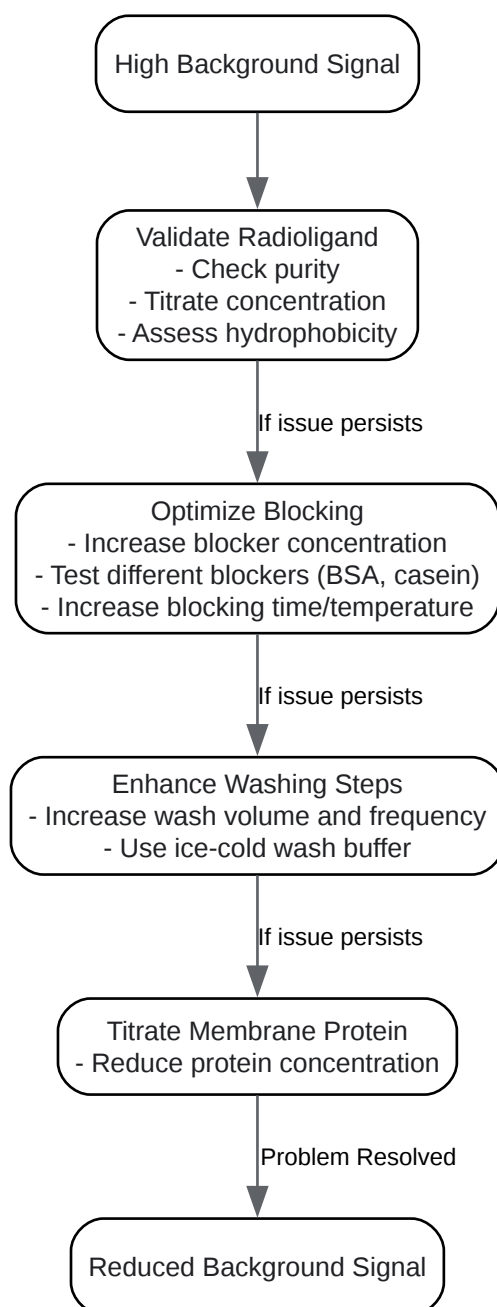 High Background Signal
Validate Radioligand
- Check purity
- Titrate concentration
- Assess hydrophobicity
If issue persists
Optimize Blocking
- Increase blocker concentration
- Test different blockers (BSA, casein)
- Increase blocking time/temperature
If issue persists
Enhance Washing Steps
- Increase wash volume and frequency
- Use ice-cold wash buffer
If issue persists
Titrate Membrane Protein
- Reduce protein concentration
Problem Resolved
Reduced Background Signal